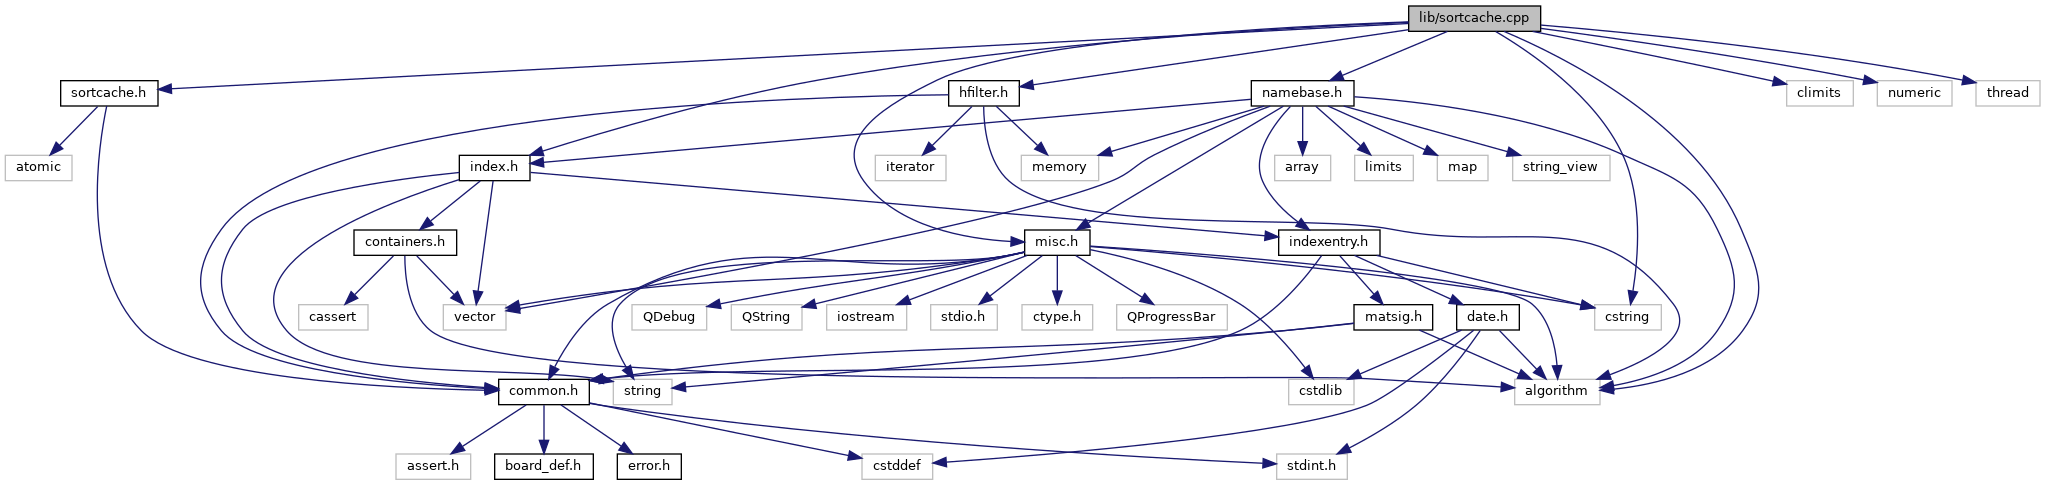 lib/sortcache.cpp
sortcache.h
hfilter.h
namebase.h
climits
numeric
thread
atomic
index.h
iterator
memory
array
limits
map
string_view
containers.h
misc.h
indexentry.h
cassert
vector
QDebug
QString
iostream
stdio.h
ctype.h
QProgressBar
matsig.h
date.h
cstring
common.h
string
cstdlib
algorithm
assert.h
board_def.h
error.h
cstddef
stdint.h